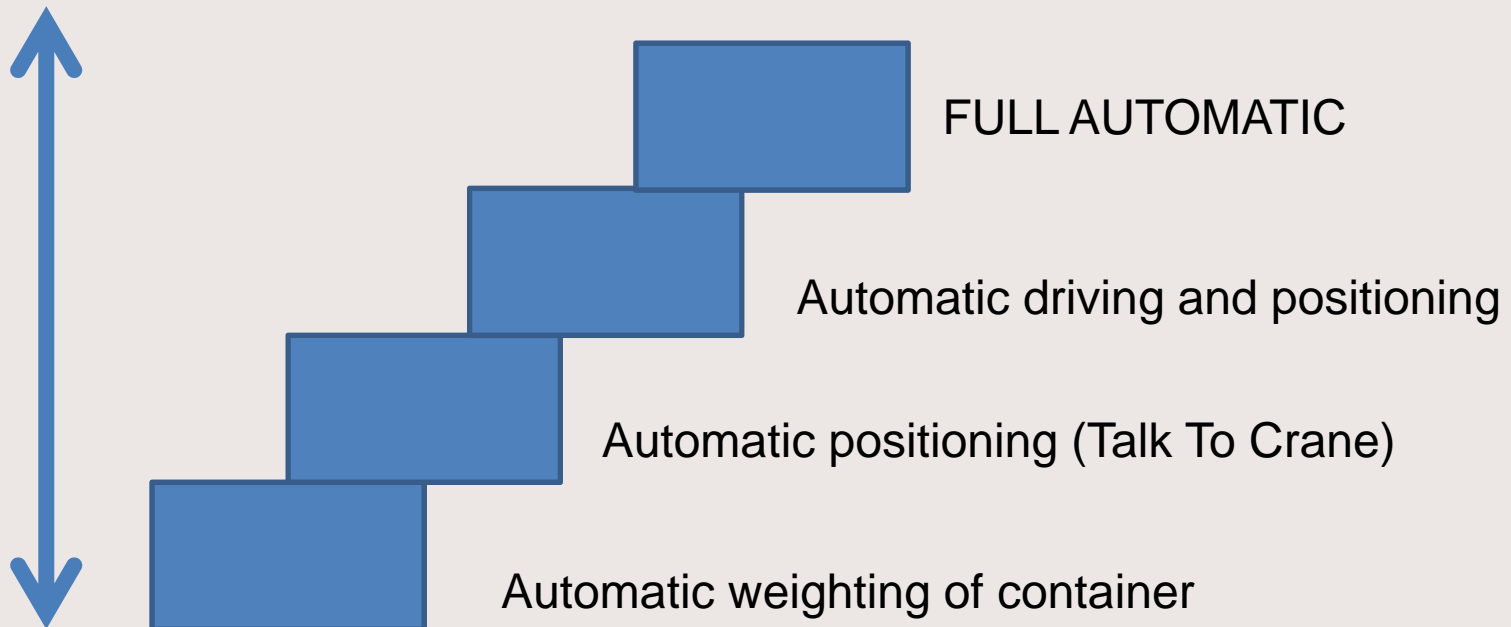 FULL AUTOMATIC
Automatic driving and positioning
Automatic positioning (Talk To Crane)
Automatic weighting of container